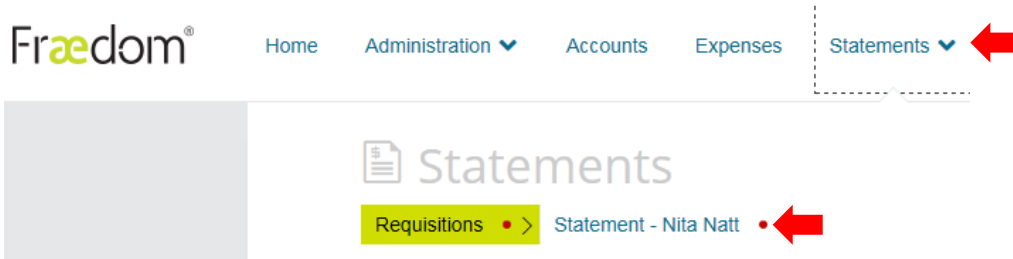 Fraedom®
Home Administration Accounts Expenses Statements
Statements
Requisitions Statement - Nita Natt